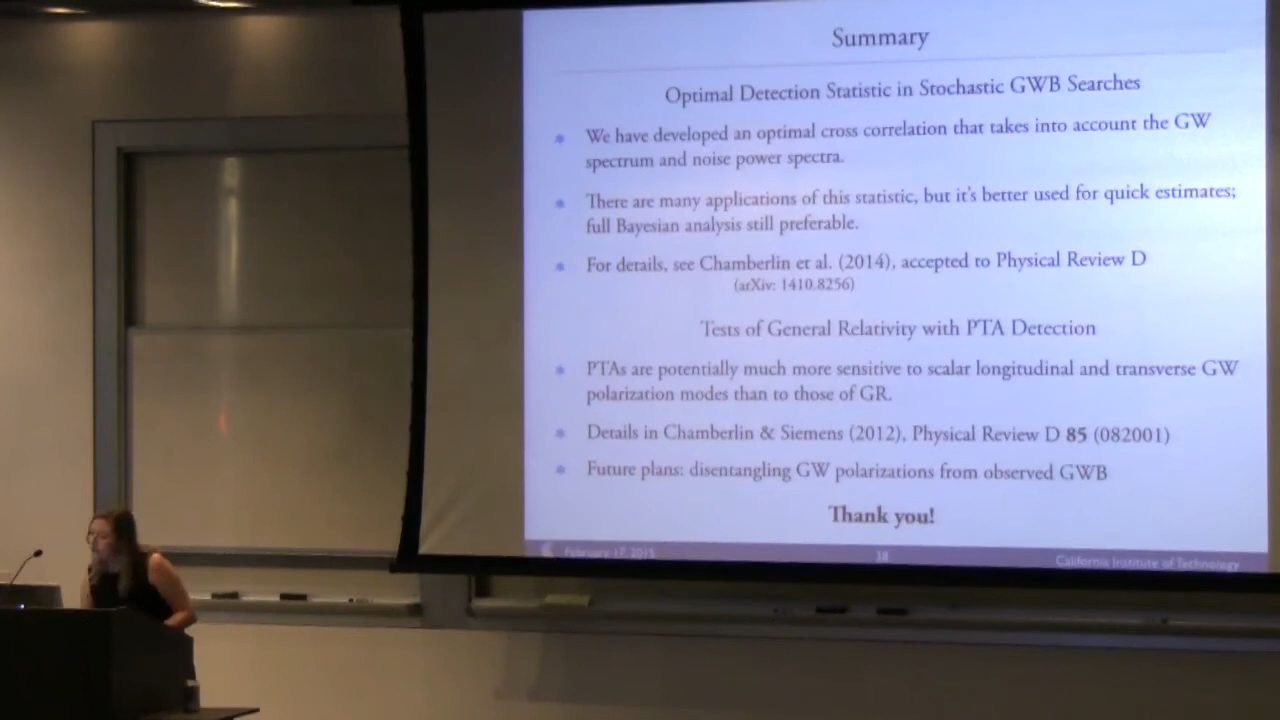 Summary
Optimal Detection Statistic in Stochastic GWB Searches
We have developed an optimal cross correlation that takes into account the GW
spectrum and noise power spectra.
There are many applications of this statistic, but it's better used for quick estimates;
full Bayesian analysis still preferable.
For details, see Chamberlin et al. (2014), accepted to Physical Review D
(arXiv: 1410.8256)
Tests of General Relativity with PTA Detection
PTAs are potentially much more sensitive to scalar longitudinal and transverse GW
polarization modes than to those of GR.
Details in Chamberlin & Siemens (2012), Physical Review D 85 (082001)
Future plans: disentangling GW polarizations from observed GWB
Thank you!
February 17, 2015 38 California Institute of Technology